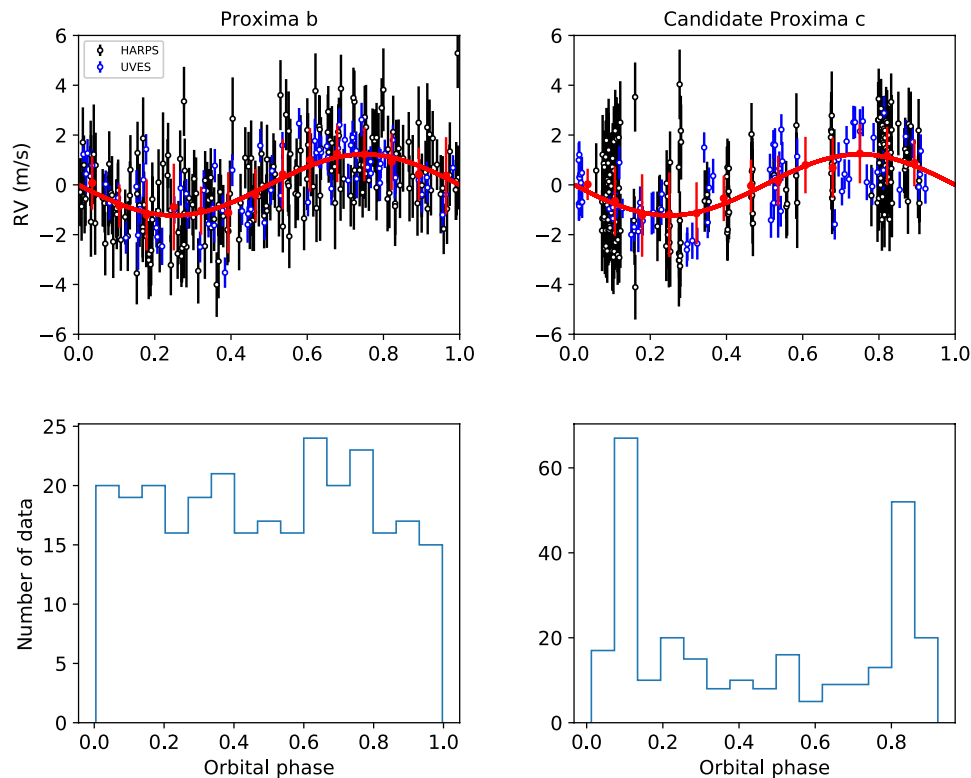 Proxima b
Candidate Proxima c
HARPS
UVES
RV (m/s)
6
4
2
0
−2
−4
−6
0.0 0.2 0.4 0.6 0.8 1.0
6
4
2
0
−2
−4
−6
0.0 0.2 0.4 0.6 0.8 1.0
Number of data
25
20
15
10
5
0
0.0 0.2 0.4 0.6 0.8 1.0
Orbital phase
60
40
20
0
0.0 0.2 0.4 0.6 0.8
Orbital phase